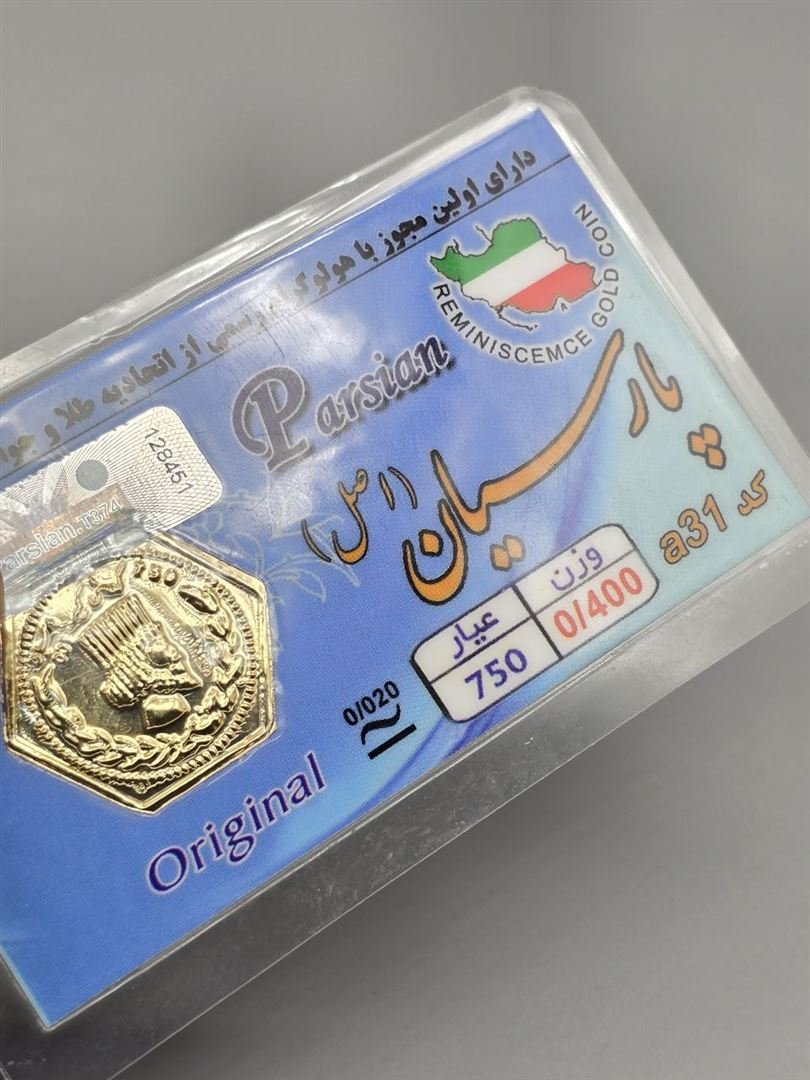 دارای اولین مجوز با هولوگرام رسمی از اتحادیه طلا و
REMINISCEMCE GOLD COIN
Parsian
پارسیان (اصل)
کد a31
وزن
0/400
عیار
750
0/020
128451
Parsian.T374
750
Original